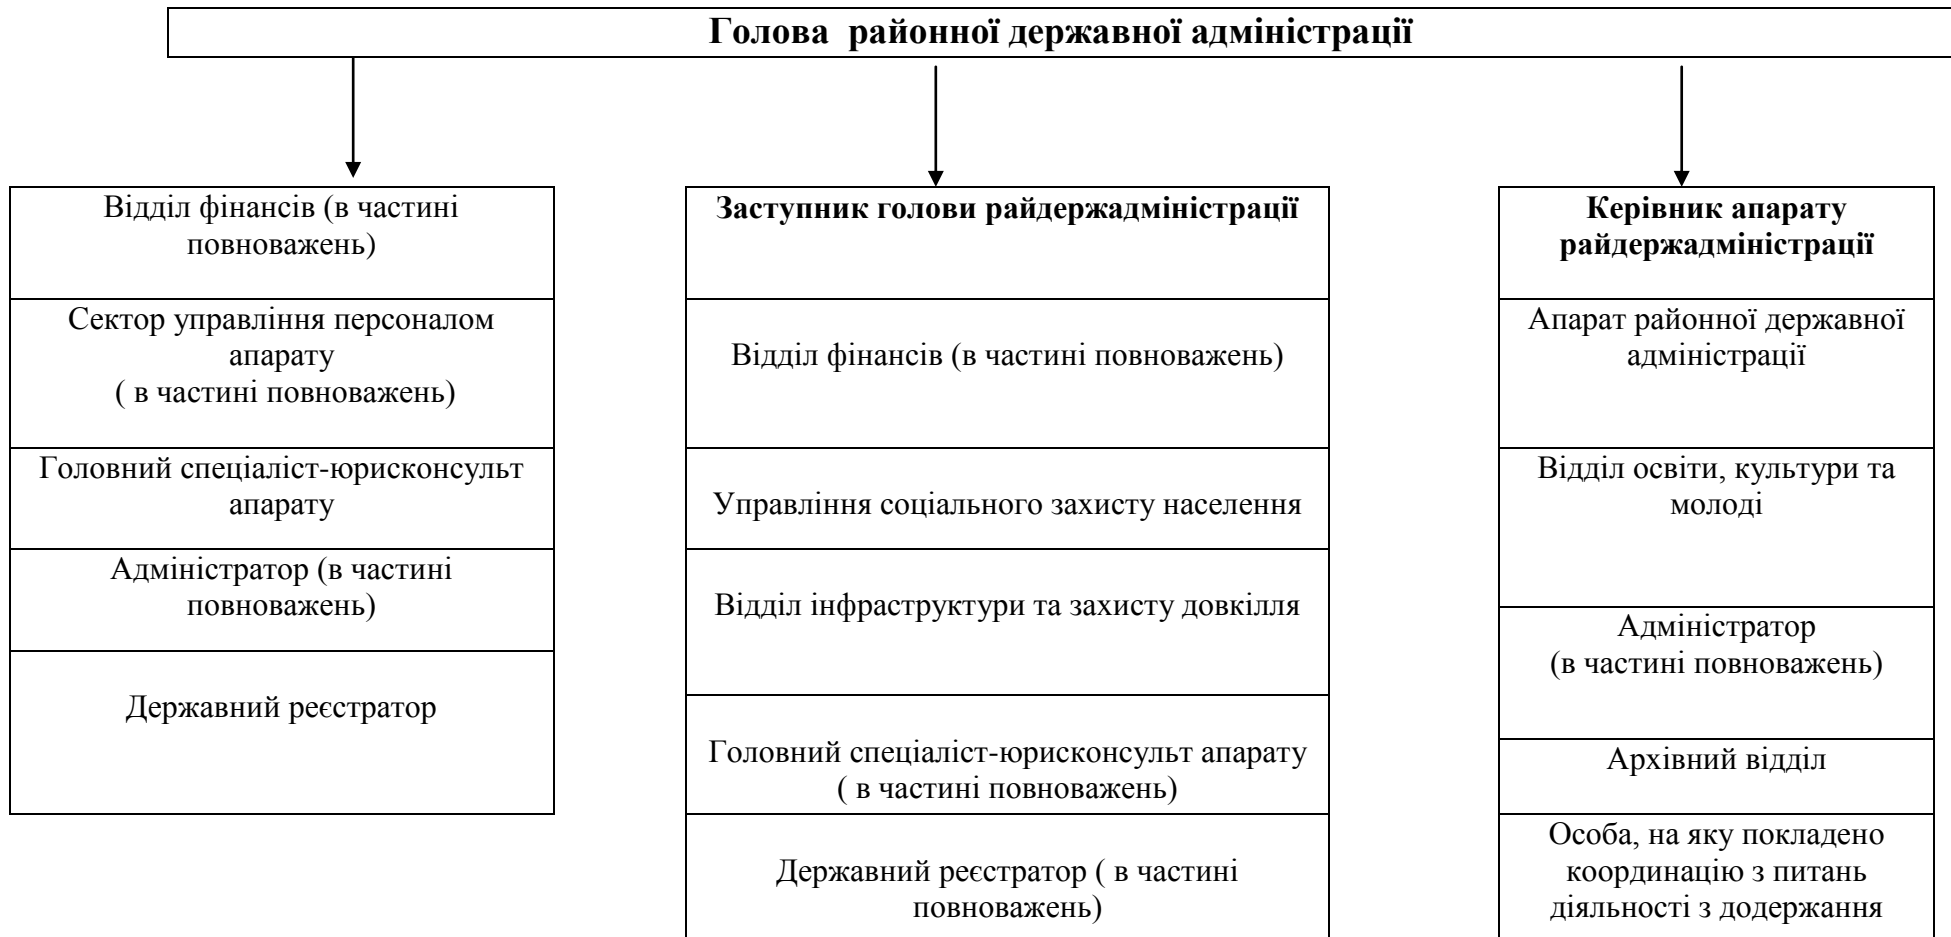 Голова районної державної адміністрації
Відділ фінансів (в частині
повноважень)
Сектор управління персоналом
апарату
( в частині повноважень)
Головний спеціаліст-юрисконсульт
апарату
Адміністратор (в частині
повноважень)
Державний реєстратор
Заступник голови райдержадміністрації
Відділ фінансів (в частині повноважень)
Управління соціального захисту населення
Відділ інфраструктури та захисту довкілля
Головний спеціаліст-юрисконсульт апарату
( в частині повноважень)
Державний реєстратор ( в частині
повноважень)
Керівник апарату
райдержадміністрації
Апарат районної державної
адміністрації
Відділ освіти, культури та
молоді
Адміністратор
(в частині повноважень)
Архівний відділ
Особа, на яку покладено
координацію з питань
діяльності з додержання